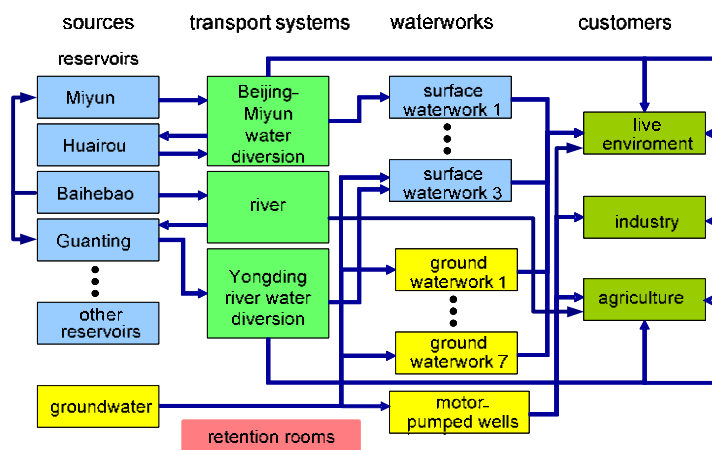 sources transport systems waterworks customers
reservoirs
Miyun
Huairou
Baihebao
Guanting
other
reservoirs
groundwater
Beijing–
Miyun
water
diversion
river
Yongding
river water
diversion
retention rooms
surface
waterwork 1
surface
waterwork 3
ground
waterwork 1
ground
waterwork 7
motor–
pumped wells
live
enviroment
industry
agriculture